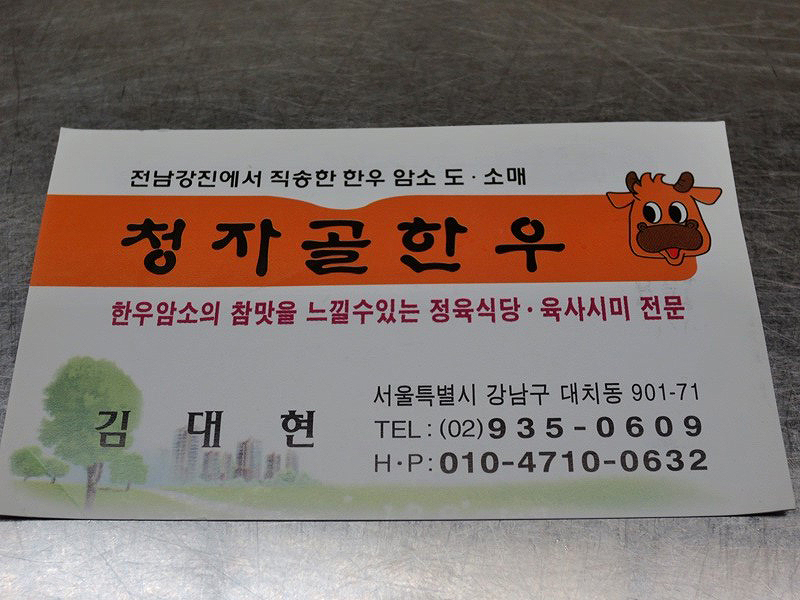 전남강진에서 직송한 한우 암소 도·소매
청자골한우
한우암소의 참맛을 느낄수있는 정육식당·육사시미 전문
김대현
서울특별시 강남구 대치동 901-71
TEL : (02)935-0609
H·P : 010-4710-0632